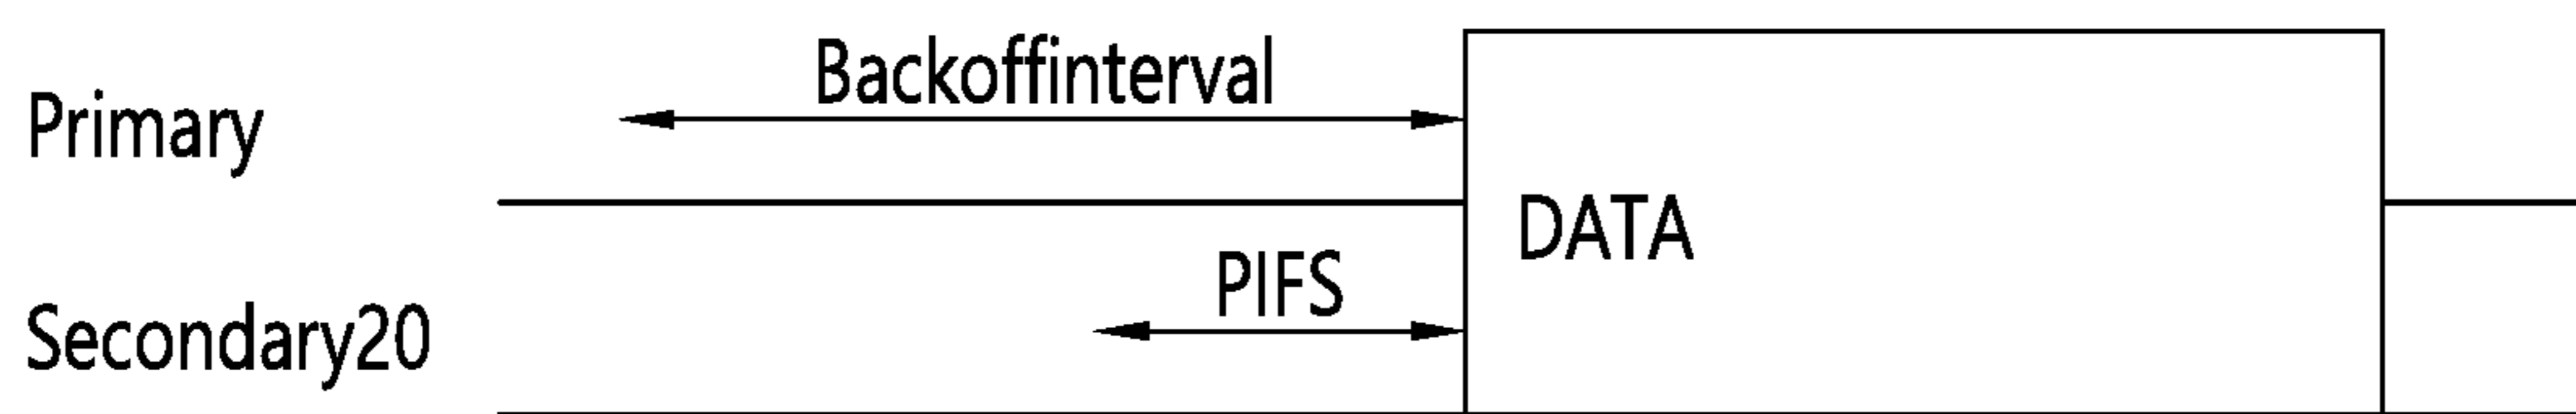 Backoffinterval
Primary
DATA
PIFS
Secondary20